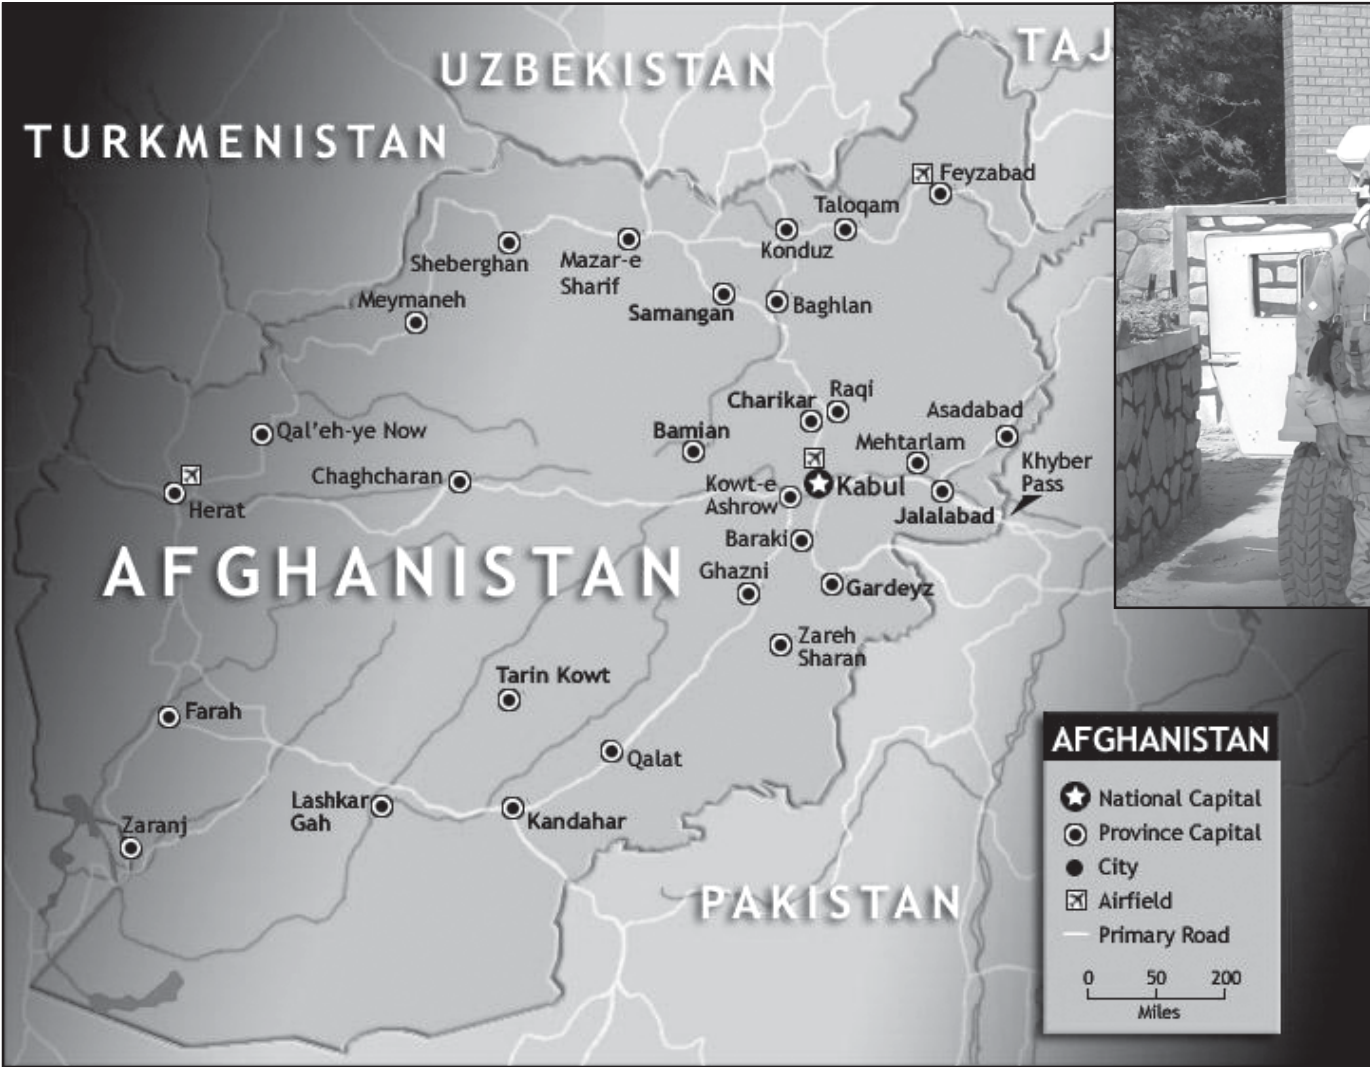 UZBEKISTAN
TAJ
TURKMENISTAN
Feyzabad
Taloqam
Konduz
Sheberghan
Mazar-e
Sharif
Meymaneh
Samangan
Baghlan
Charikar
Raqi
Asadabad
Qal’eh-ye Now
Bamian
Mehtarlam
Khyber
Pass
Chaghcharan
Kowt-e
Ashrow
Kabul
Herat
Jalalabad
Baraki
AFGHANISTAN
Ghazni
Gardeyz
Zareh
Sharan
Tarin Kowt
Farah
Qalat
Lashkar
Gah
Kandahar
Zaranj
PAKISTAN
AFGHANISTAN
National Capital
Province Capital
City
Airfield
Primary Road
0 50 200
Miles